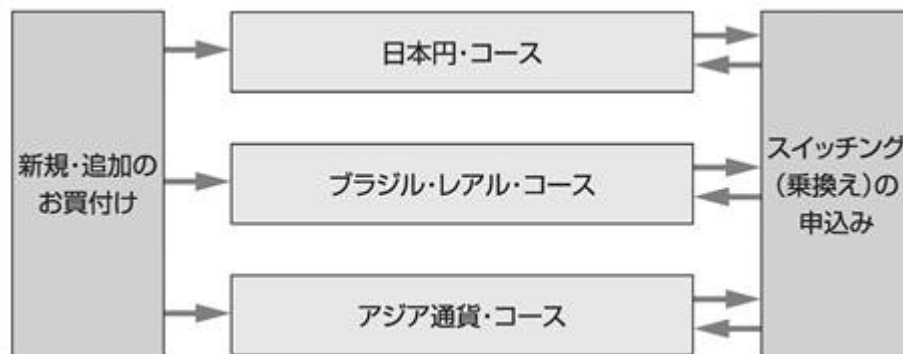 新規・追加の
お買付け
日本円・コース
ブラジル・レアル・コース
アジア通貨・コース
スイッチング
(乗換え)の
申込み